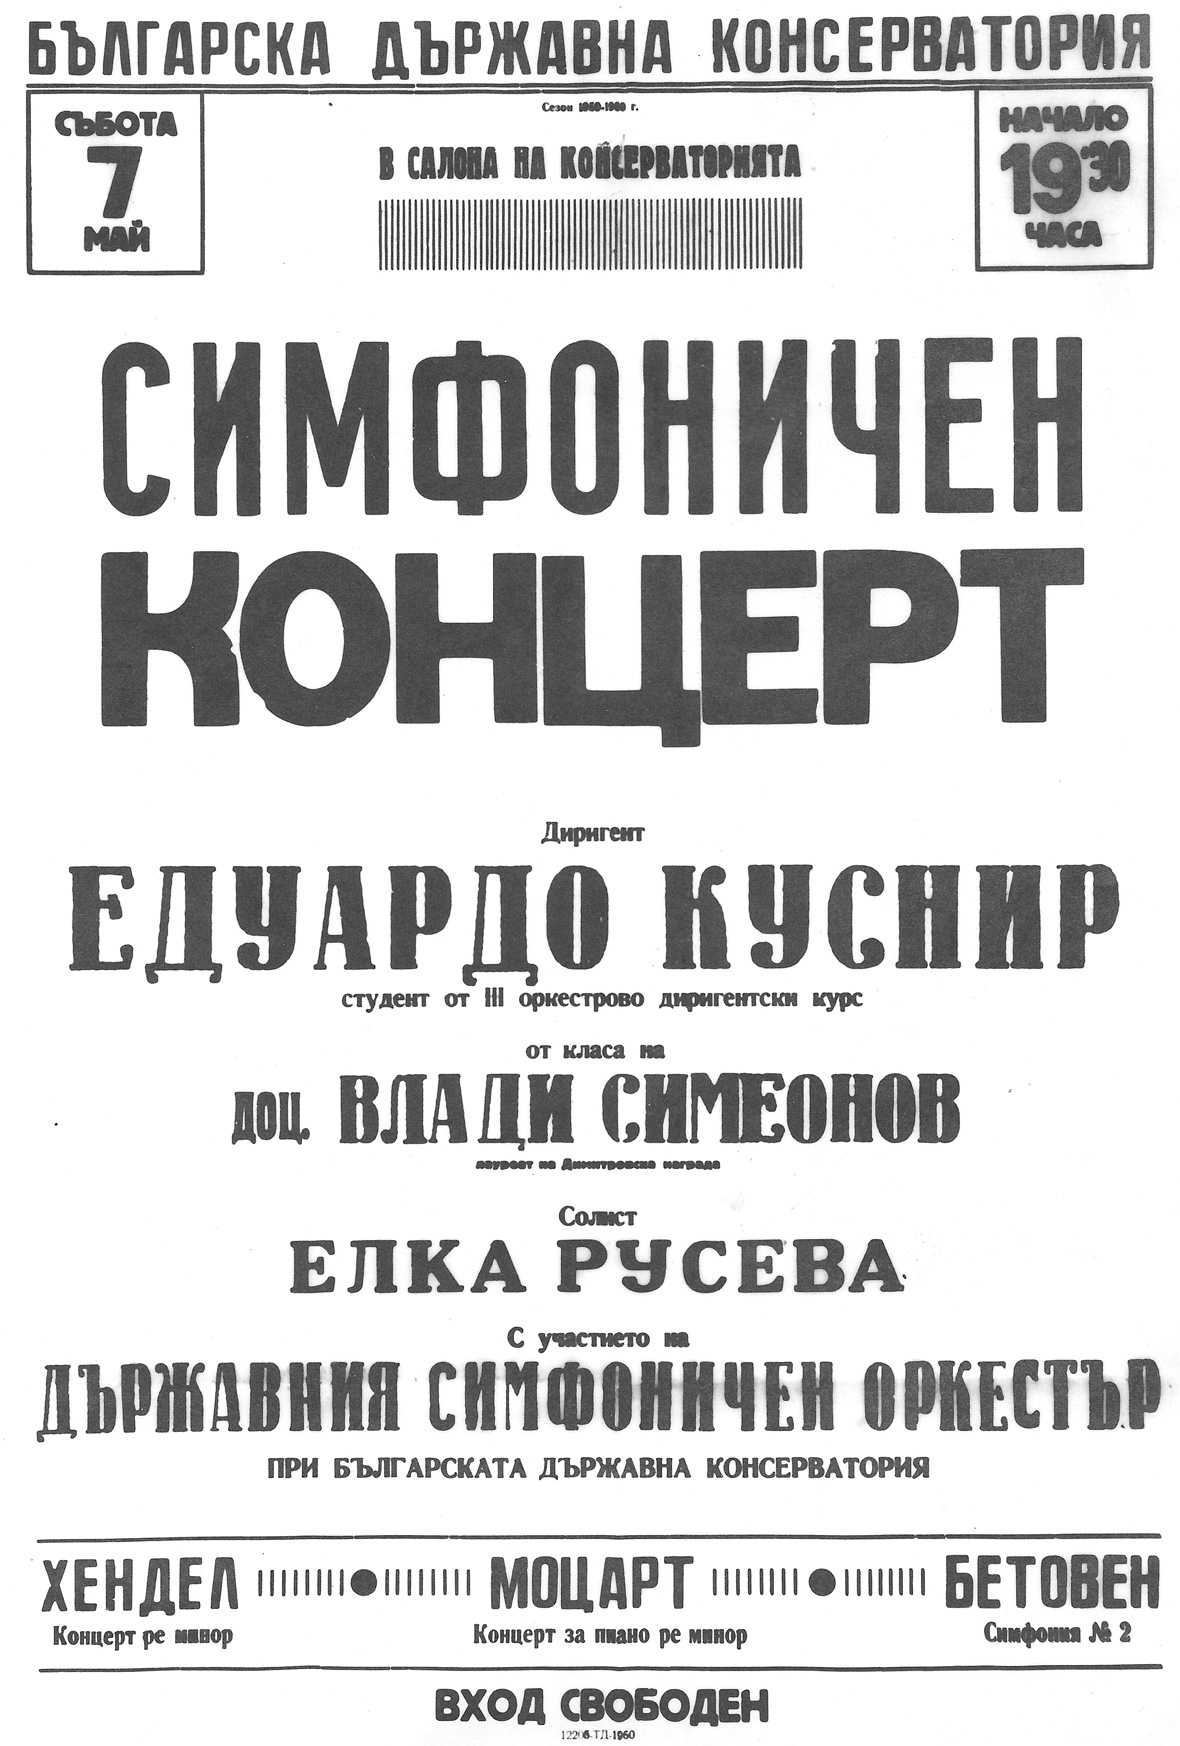 БЪЛГАРСКА ДЪРЖАВНА КОНСЕРВАТОРИЯ
СЪБОТА
7
МАЙ
Сезон 1959-1960 г.
В САЛОНА НА КОНСЕРВАТОРИЯТА
НАЧАЛО
19·30
ЧАСА
СИМФОНИЧЕН
КОНЦЕРТ
Диригент
ЕДУАРДО КУСНИР
студент от III оркестрово диригентски курс
от класа на
ДОЦ. ВЛАДИ СИМЕОНОВ
лауреат на Димитровска награда
Солист
ЕЛКА РУСЕВА
С участието на
ДЪРЖАВНИЯ СИМФОНИЧЕН ОРКЕСТЪР
ПРИ БЪЛГАРСКАТА ДЪРЖАВНА КОНСЕРВАТОРИЯ
ХЕНДЕЛ МОЦАРТ БЕТОВЕН
Концерт ре минор Концерт за пиано ре минор Симфония № 2
ВХОД СВОБОДЕН